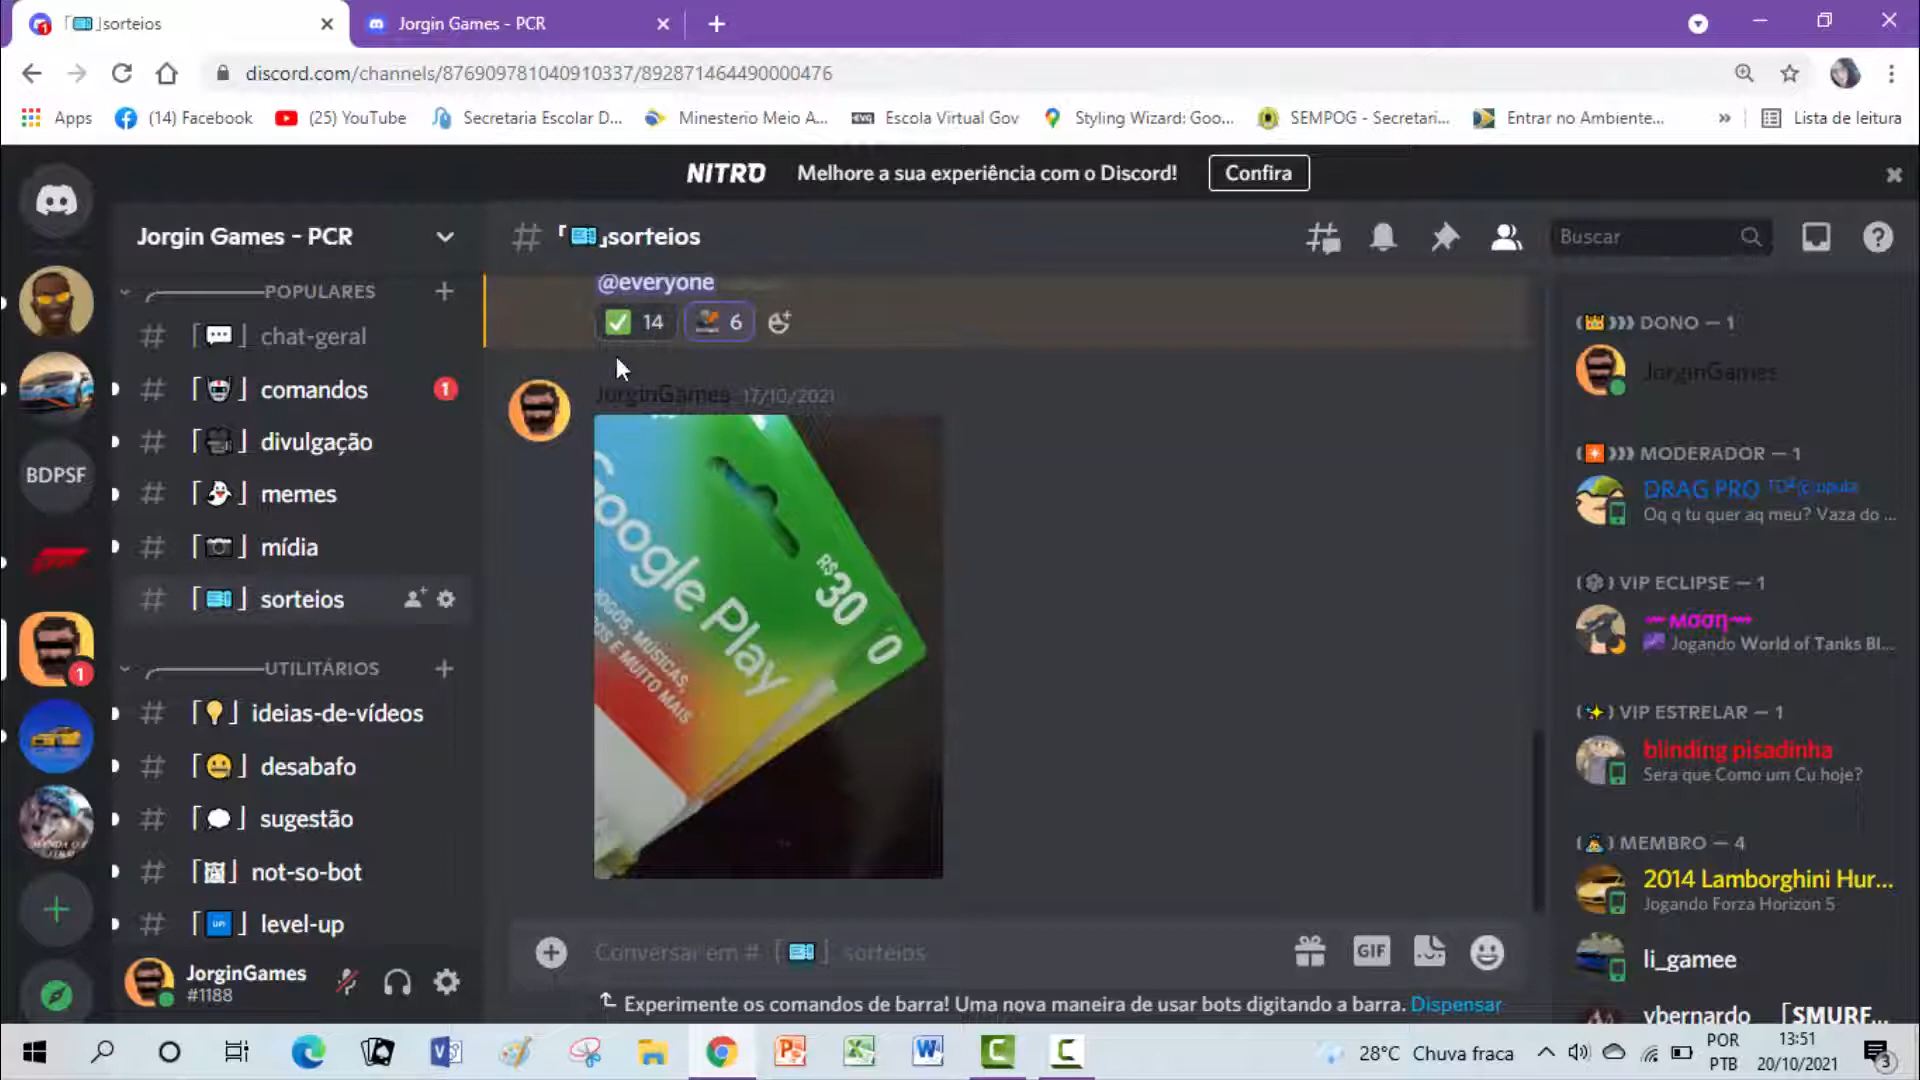 「」sorteios
Jorgin Games - PCR
discord.com/channels/876909781040910337/892871464490000476
Apps
(14) Facebook
(25) YouTube
Secretaria Escolar D...
Minesterio Meio A...
Escola Virtual Gov
Styling Wizard: Goo...
SEMPOG - Secretari...
Entrar no Ambiente...
»
Lista de leitura
NITRO
Melhore a sua experiência com o Discord!
Confira
Jorgin Games - PCR
POPULARES
# 「」 chat-geral
# 「」 comandos 1
# 「」 divulgação
# 「」 memes
# 「」 mídia
# 「」 sorteios
UTILITÁRIOS
# 「」 ideias-de-vídeos
# 「」 desabafo
# 「」 sugestão
# 「」 not-so-bot
# 「UP!」 level-up
BDPSF
1
JorginGames
#1188
# 「」sorteios
Buscar
@everyone
14
6
JorginGames 17/10/2021
Google Play
JOGOS, MÚSICAS,
E MUITO MAIS
R$30
Conversar em # 「」 sorteios
GIF
Experimente os comandos de barra! Uma nova maneira de usar bots digitando a barra. Dispensar
DONO — 1
JorginGames
MODERADOR — 1
DRAG PRO
Oq q tu quer aq meu? Vaza do ...
VIP ECLIPSE — 1
Jogando World of Tanks Bl...
VIP ESTRELAR — 1
blinding pisadinha
Sera que Como um Cu hoje?
MEMBRO — 4
2014 Lamborghini Hur...
Jogando Forza Horizon 5
li_gamee
vbernardo 「SMURF...
28°C Chuva fraca
POR
PTB
13:51
20/10/2021
3